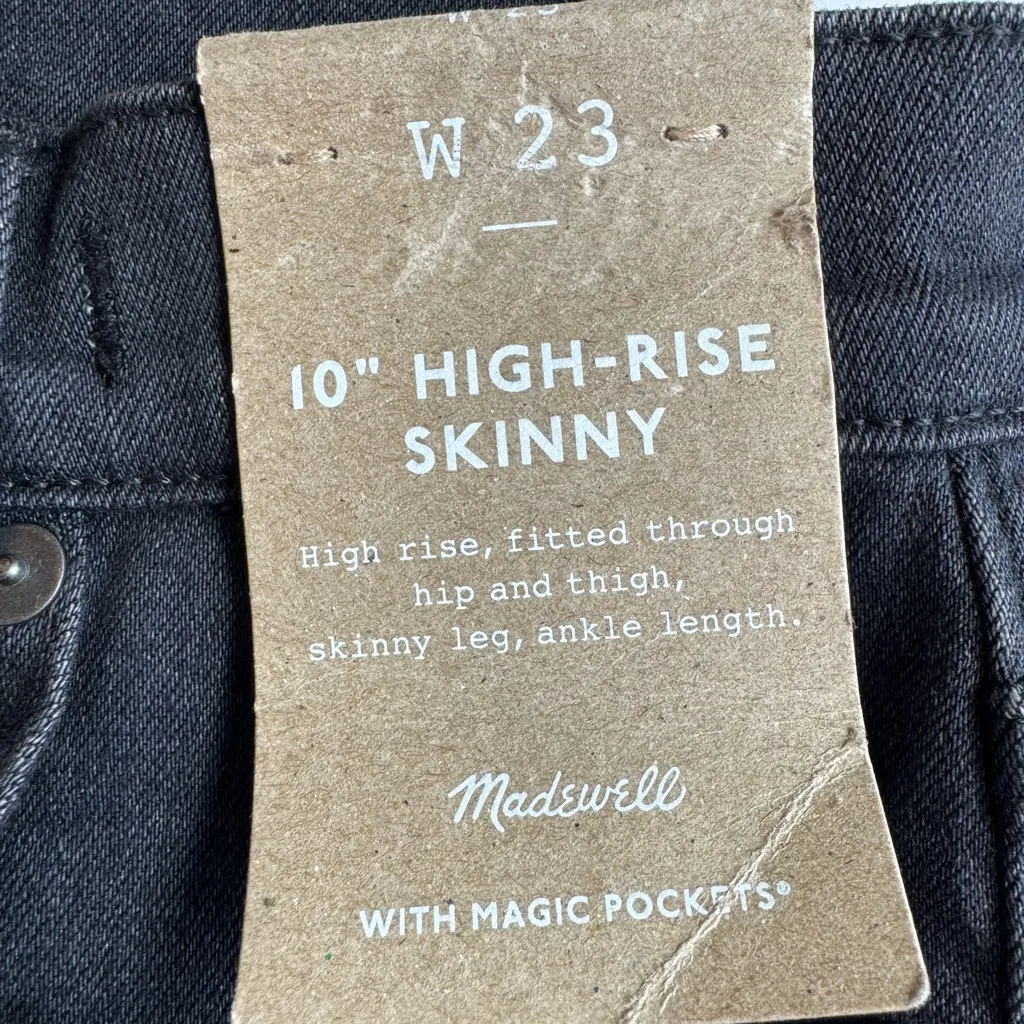 W 23
W 23
10" HIGH-RISE
SKINNY
High rise, fitted through
hip and thigh,
skinny leg, ankle length.
Madewell
WITH MAGIC POCKETS®